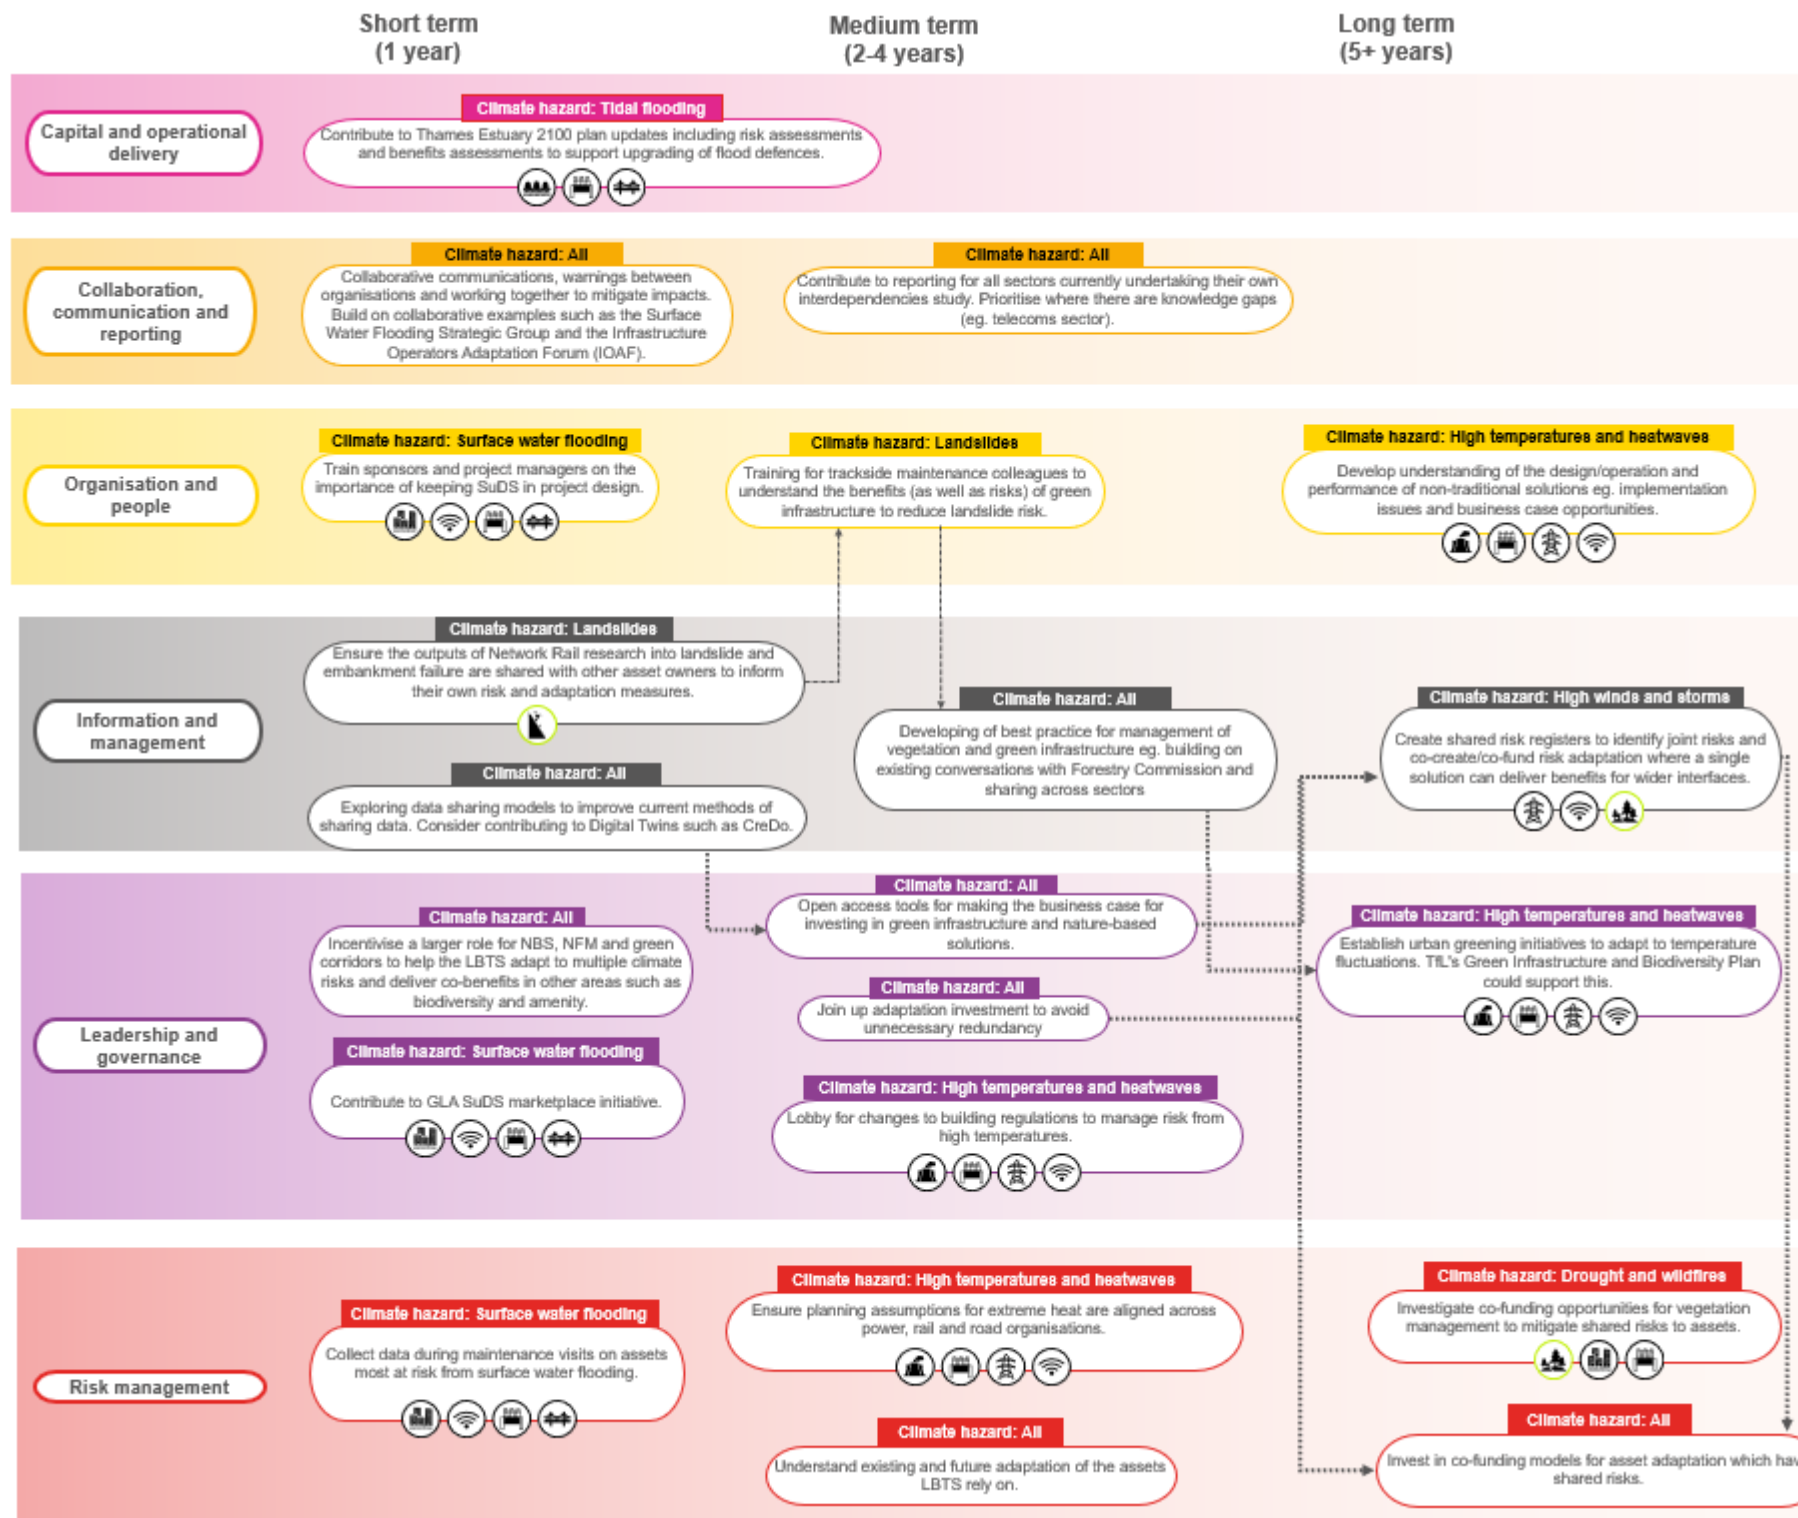 Short term
(1 year)
Medium term
(2-4 years)
Long term
(5+ years)
Capital and operational
delivery
Climate hazard: Tidal flooding
Contribute to Thames Estuary 2100 plan updates including risk assessments
and benefits assessments to support upgrading of flood defences.
Collaboration,
communication and
reporting
Climate hazard: All
Collaborative communications, warnings between
organisations and working together to mitigate impacts.
Build on collaborative examples such as the Surface
Water Flooding Strategic Group and the Infrastructure
Operators Adaptation Forum (IOAF).
Climate hazard: All
Contribute to reporting for all sectors currently undertaking their own
interdependencies study. Prioritise where there are knowledge gaps
(eg. telecoms sector).
Organisation and
people
Climate hazard: Surface water flooding
Train sponsors and project managers on the
importance of keeping SuDS in project design.
Climate hazard: Landslides
Training for trackside maintenance colleagues to
understand the benefits (as well as risks) of green
infrastructure to reduce landslide risk.
Climate hazard: High temperatures and heatwaves
Develop understanding of the design/operation and
performance of non-traditional solutions eg. implementation
issues and business case opportunities.
Information and
management
Climate hazard: Landslides
Ensure the outputs of Network Rail research into landslide and
embankment failure are shared with other asset owners to inform
their own risk and adaptation measures.
Climate hazard: All
Exploring data sharing models to improve current methods of
sharing data. Consider contributing to Digital Twins such as CreDo.
Climate hazard: All
Developing of best practice for management of
vegetation and green infrastructure eg. building on
existing conversations with Forestry Commission and
sharing across sectors
Climate hazard: High winds and storms
Create shared risk registers to identify joint risks and
co-create/co-fund risk adaptation where a single
solution can deliver benefits for wider interfaces.
Leadership and
governance
Climate hazard: All
Incentivise a larger role for NBS, NFM and green
corridors to help the LBTS adapt to multiple climate
risks and deliver co-benefits in other areas such as
biodiversity and amenity.
Climate hazard: Surface water flooding
Contribute to GLA SuDS marketplace initiative.
Climate hazard: All
Open access tools for making the business case for
investing in green infrastructure and nature-based
solutions.
Climate hazard: All
Join up adaptation investment to avoid
unnecessary redundancy
Climate hazard: High temperatures and heatwaves
Lobby for changes to building regulations to manage risk from
high temperatures.
Climate hazard: High temperatures and heatwaves
Establish urban greening initiatives to adapt to temperature
fluctuations. TfL's Green Infrastructure and Biodiversity Plan
could support this.
Risk management
Climate hazard: Surface water flooding
Collect data during maintenance visits on assets
most at risk from surface water flooding.
Climate hazard: High temperatures and heatwaves
Ensure planning assumptions for extreme heat are aligned across
power, rail and road organisations.
Climate hazard: All
Understand existing and future adaptation of the assets
LBTS rely on.
Climate hazard: Drought and wildfires
Investigate co-funding opportunities for vegetation
management to mitigate shared risks to assets.
Climate hazard: All
Invest in co-funding models for asset adaptation which hav
shared risks.